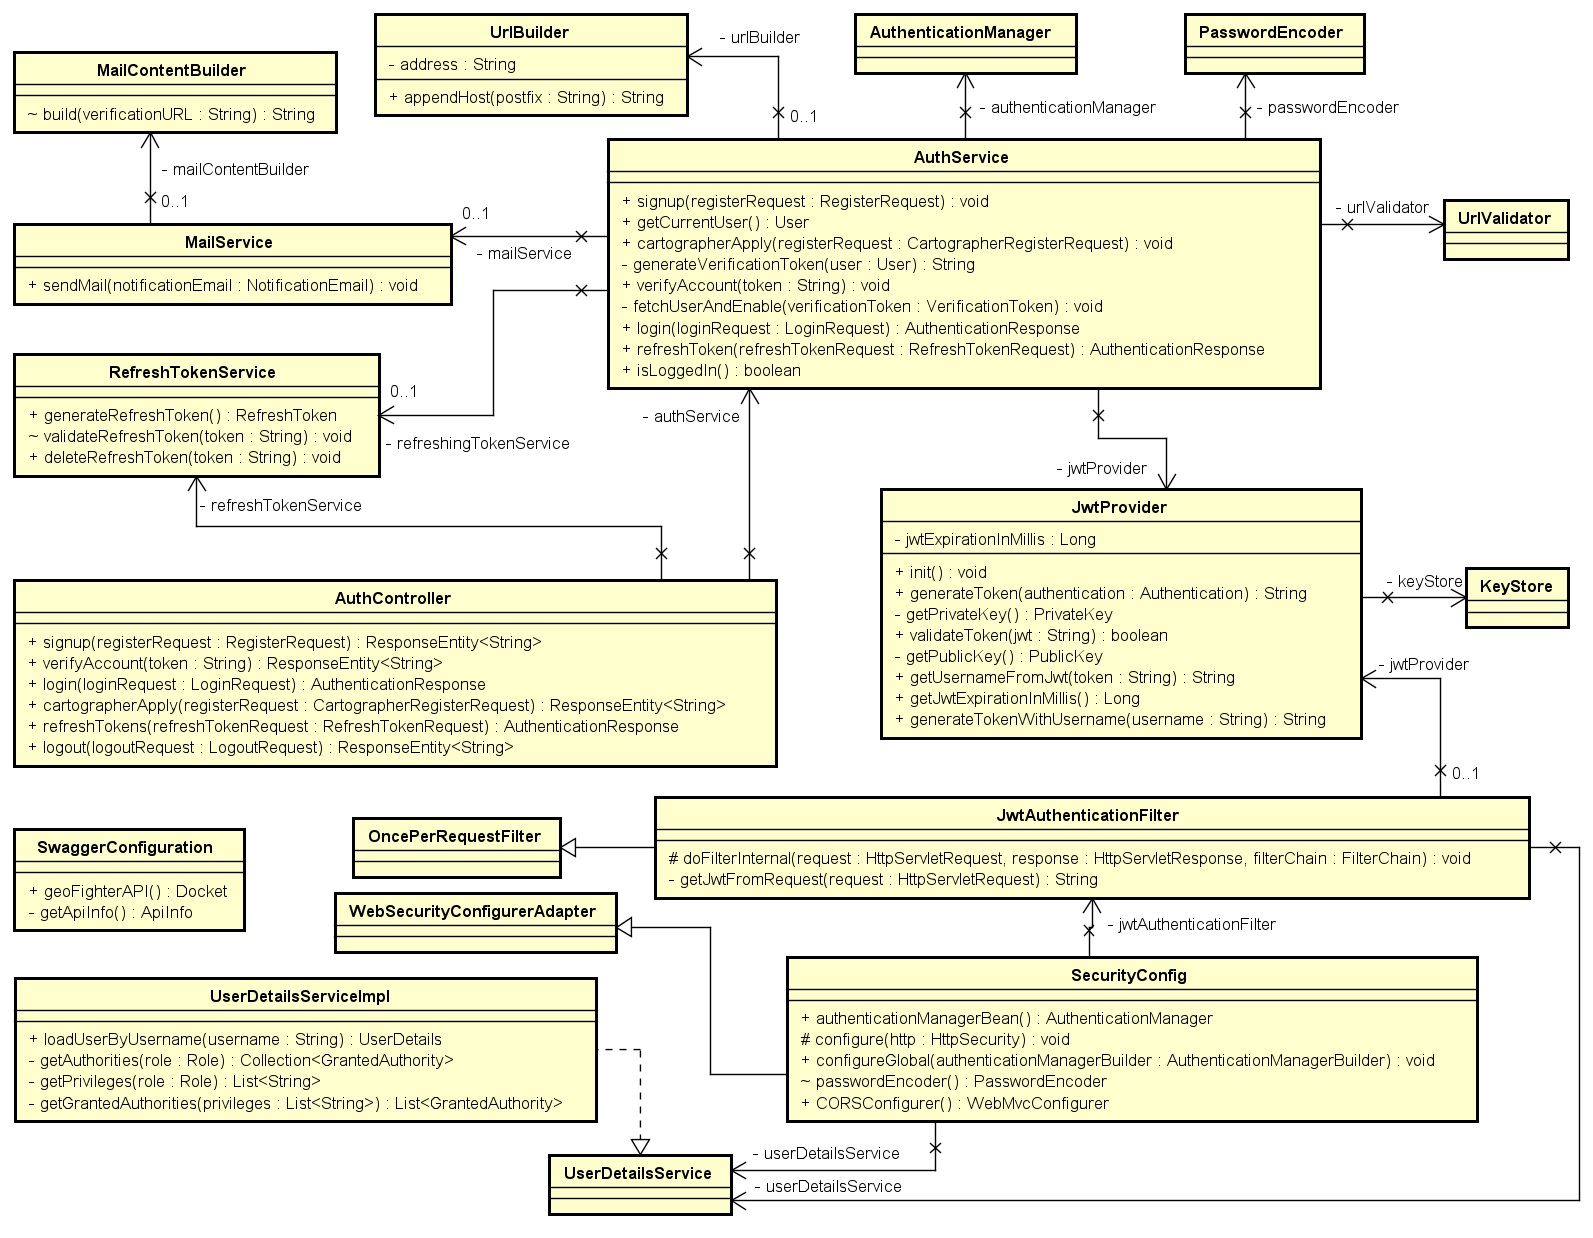 UrlBuilder
- address : String
+ appendHost(postfix : String) : String
- urlBuilder
0..1
AuthenticationManager
- authenticationManager
PasswordEncoder
- passwordEncoder
MailContentBuilder
~ build(verificationURL : String) : String
- mailContentBuilder
0..1
MailService
+ sendMail(notificationEmail : NotificationEmail) : void
0..1
- mailService
AuthService
+ signup(registerRequest : RegisterRequest) : void
+ getCurrentUser() : User
+ cartographerApply(registerRequest : CartographerRegisterRequest) : void
- generateVerificationToken(user : User) : String
+ verifyAccount(token : String) : void
- fetchUserAndEnable(verificationToken : VerificationToken) : void
+ login(loginRequest : LoginRequest) : AuthenticationResponse
+ refreshToken(refreshTokenRequest : RefreshTokenRequest) : AuthenticationResponse
+ isLoggedIn() : boolean
- urlValidator
UrlValidator
RefreshTokenService
+ generateRefreshToken() : RefreshToken
~ validateRefreshToken(token : String) : void
+ deleteRefreshToken(token : String) : void
0..1
- refreshingTokenService
- refreshTokenService
- authService
- jwtProvider
JwtProvider
- jwtExpirationInMillis : Long
+ init() : void
+ generateToken(authentication : Authentication) : String
- getPrivateKey() : PrivateKey
+ validateToken(jwt : String) : boolean
- getPublicKey() : PublicKey
+ getUsernameFromJwt(token : String) : String
+ getJwtExpirationInMillis() : Long
+ generateTokenWithUsername(username : String) : String
- keyStore
KeyStore
- jwtProvider
0..1
AuthController
+ signup(registerRequest : RegisterRequest) : ResponseEntity<String>
+ verifyAccount(token : String) : ResponseEntity<String>
+ login(loginRequest : LoginRequest) : AuthenticationResponse
+ cartographerApply(registerRequest : CartographerRegisterRequest) : ResponseEntity<String>
+ refreshTokens(refreshTokenRequest : RefreshTokenRequest) : AuthenticationResponse
+ logout(logoutRequest : LogoutRequest) : ResponseEntity<String>
JwtAuthenticationFilter
# doFilterInternal(request : HttpServletRequest, response : HttpServletResponse, filterChain : FilterChain) : void
- getJwtFromRequest(request : HttpServletRequest) : String
OncePerRequestFilter
SwaggerConfiguration
+ geoFighterAPI() : Docket
- getApiInfo() : ApiInfo
WebSecurityConfigurerAdapter
- jwtAuthenticationFilter
SecurityConfig
+ authenticationManagerBean() : AuthenticationManager
# configure(http : HttpSecurity) : void
+ configureGlobal(authenticationManagerBuilder : AuthenticationManagerBuilder) : void
~ passwordEncoder() : PasswordEncoder
+ CORSConfigurer() : WebMvcConfigurer
UserDetailsServiceImpl
+ loadUserByUsername(username : String) : UserDetails
- getAuthorities(role : Role) : Collection<GrantedAuthority>
- getPrivileges(role : Role) : List<String>
- getGrantedAuthorities(privileges : List<String>) : List<GrantedAuthority>
UserDetailsService
- userDetailsService
- userDetailsService